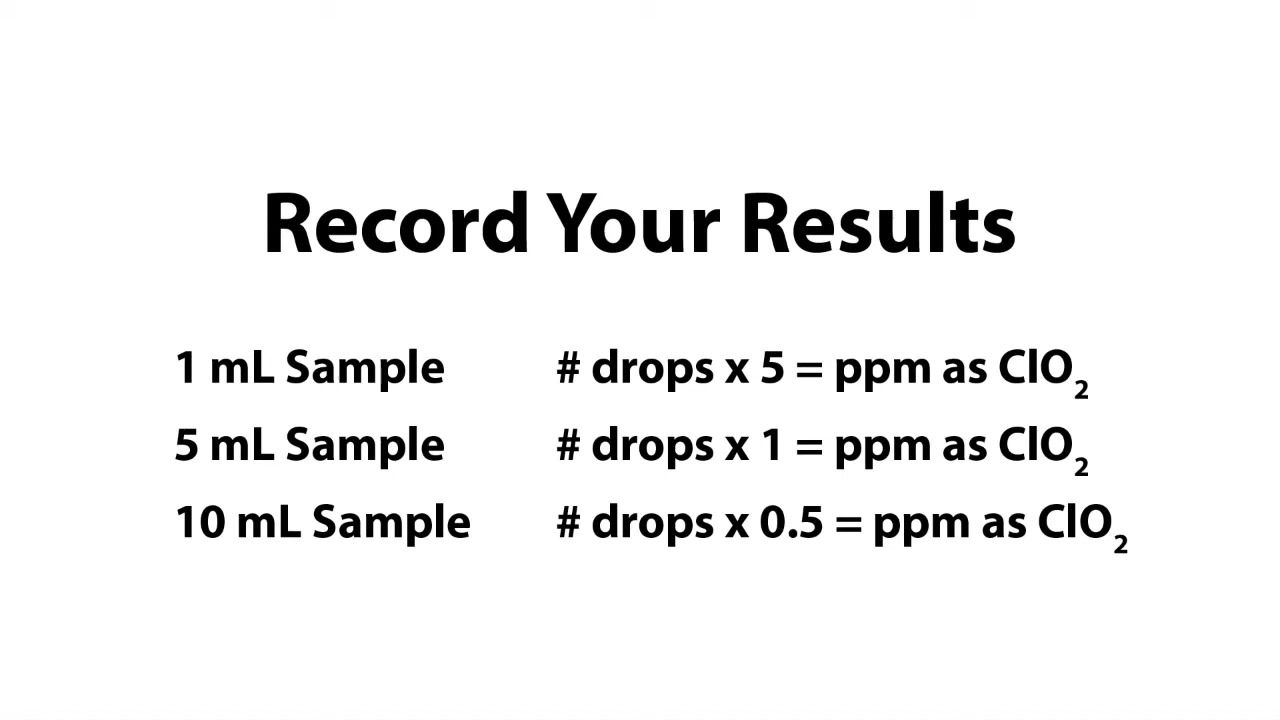 Record Your Results
1 mL Sample # drops x 5 = ppm as ClO₂
5 mL Sample # drops x 1 = ppm as ClO₂
10 mL Sample # drops x 0.5 = ppm as ClO₂